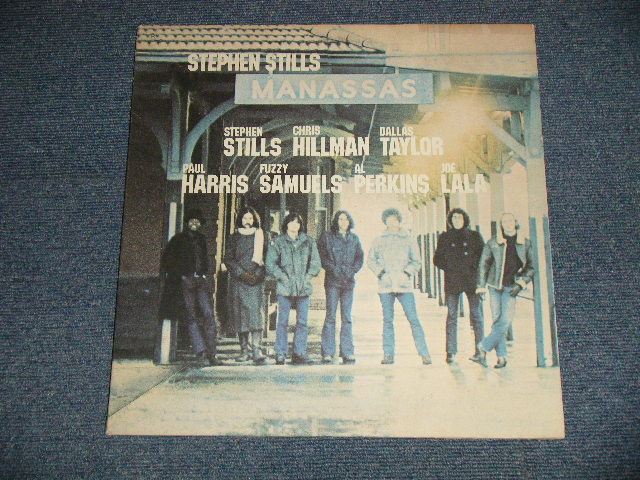 STEPHEN STILLS
MANASSAS
STEPHEN CHRIS DALLAS
STILLS HILLMAN TAYLOR
PAUL FUZZY AL JOE
HARRIS SAMUELS PERKINS LALA